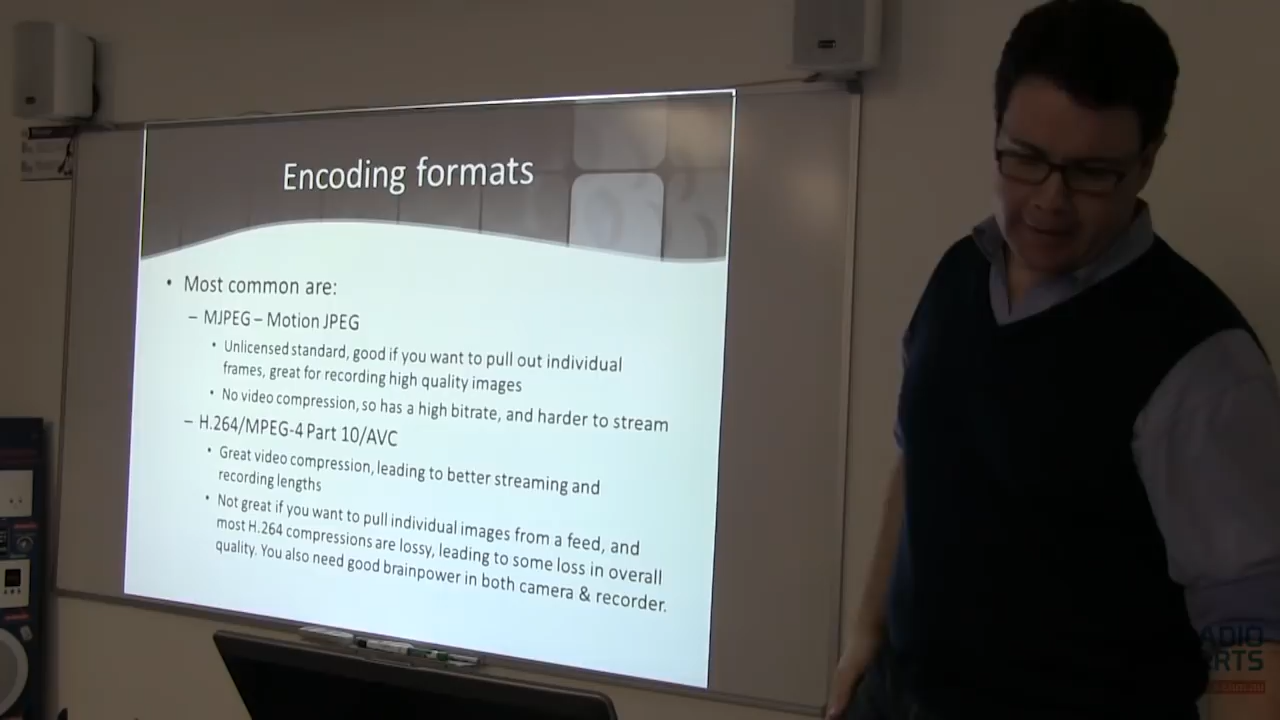 Encoding formats
• Most common are:
– MJPEG – Motion JPEG
• Unlicensed standard, good if you want to pull out individual
frames, great for recording high quality images
• No video compression, so has a high bitrate, and harder to stream
– H.264/MPEG-4 Part 10/AVC
• Great video compression, leading to better streaming and
recording lengths
• Not great if you want to pull individual images from a feed, and
most H.264 compressions are lossy, leading to some loss in overall
quality. You also need good brainpower in both camera & recorder.
ADIO
RTS
.com.au